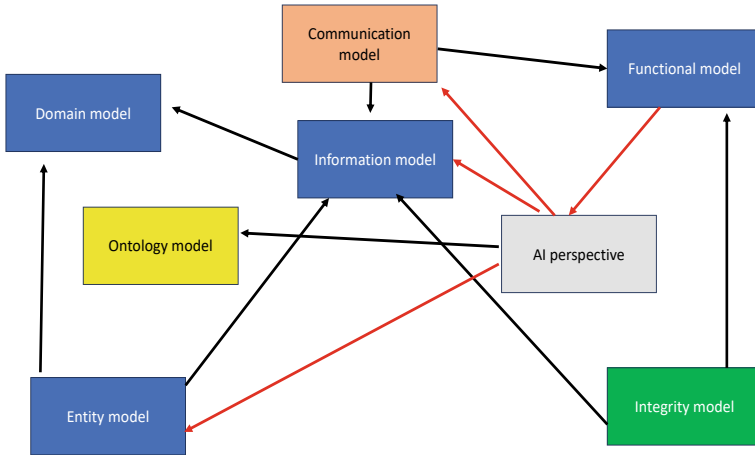 Communication
model
Functional model
Domain model
Information model
Ontology model
AI perspective
Entity model
Integrity model